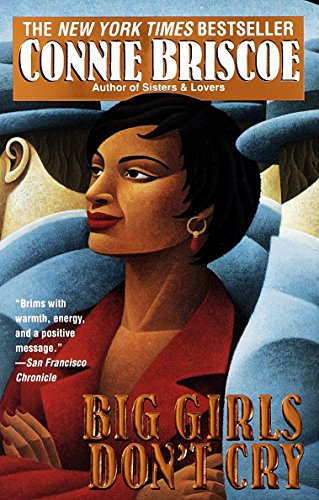 THE NEW YORK TIMES BESTSELLER
CONNIE BRISCOE
Author of Sisters & Lovers
"Brims with
warmth, energy,
and a positive
message."
—San Francisco
Chronicle
BIG GIRLS
DON'T CRY